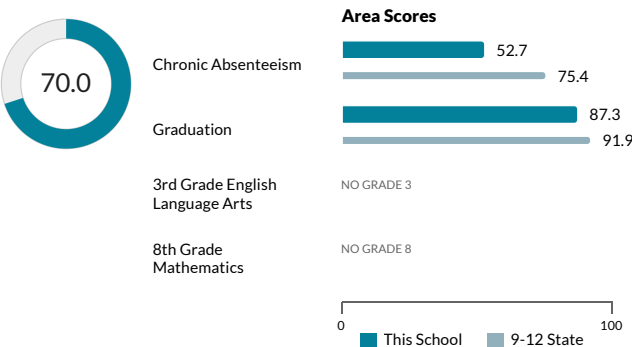 Area Scores
70.0
Chronic Absenteeism
52.7
75.4
Graduation
87.3
91.9
3rd Grade English
Language Arts
NO GRADE 3
8th Grade
Mathematics
NO GRADE 8
0
100
This School
9-12 State